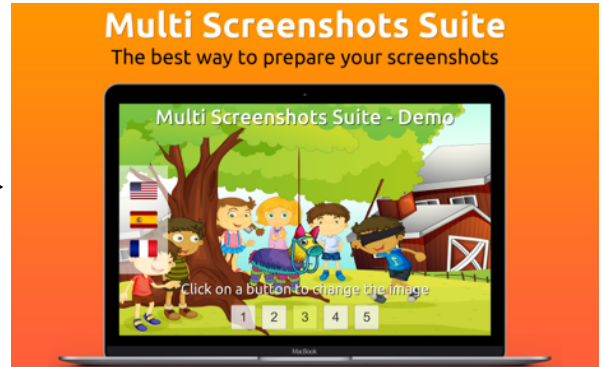 Multi Screenshots Suite
The best way to prepare your screenshots
Multi Screenshots Suite - Demo
Click on a button to change the image
1 2 3 4 5
MacBook